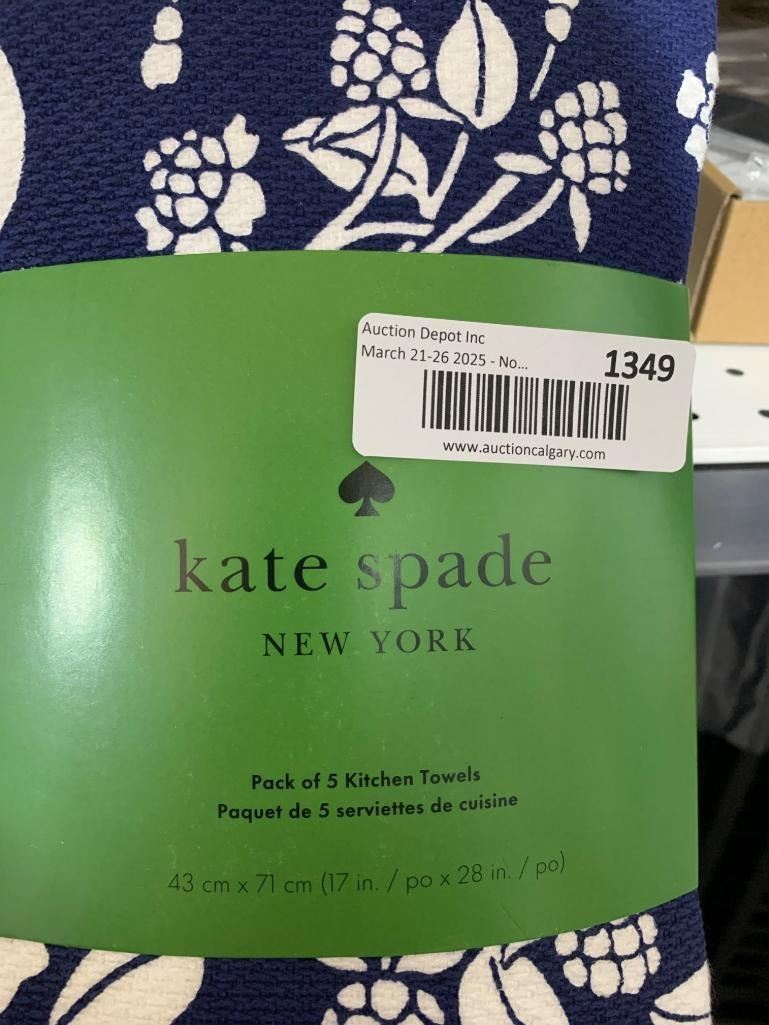 Auction Depot Inc
March 21-26 2025 - No...
1349
www.auctioncalgary.com
kate spade
NEW YORK
Pack of 5 Kitchen Towels
Paquet de 5 serviettes de cuisine
43 cm x 71 cm (17 in. / po x 28 in. / po)